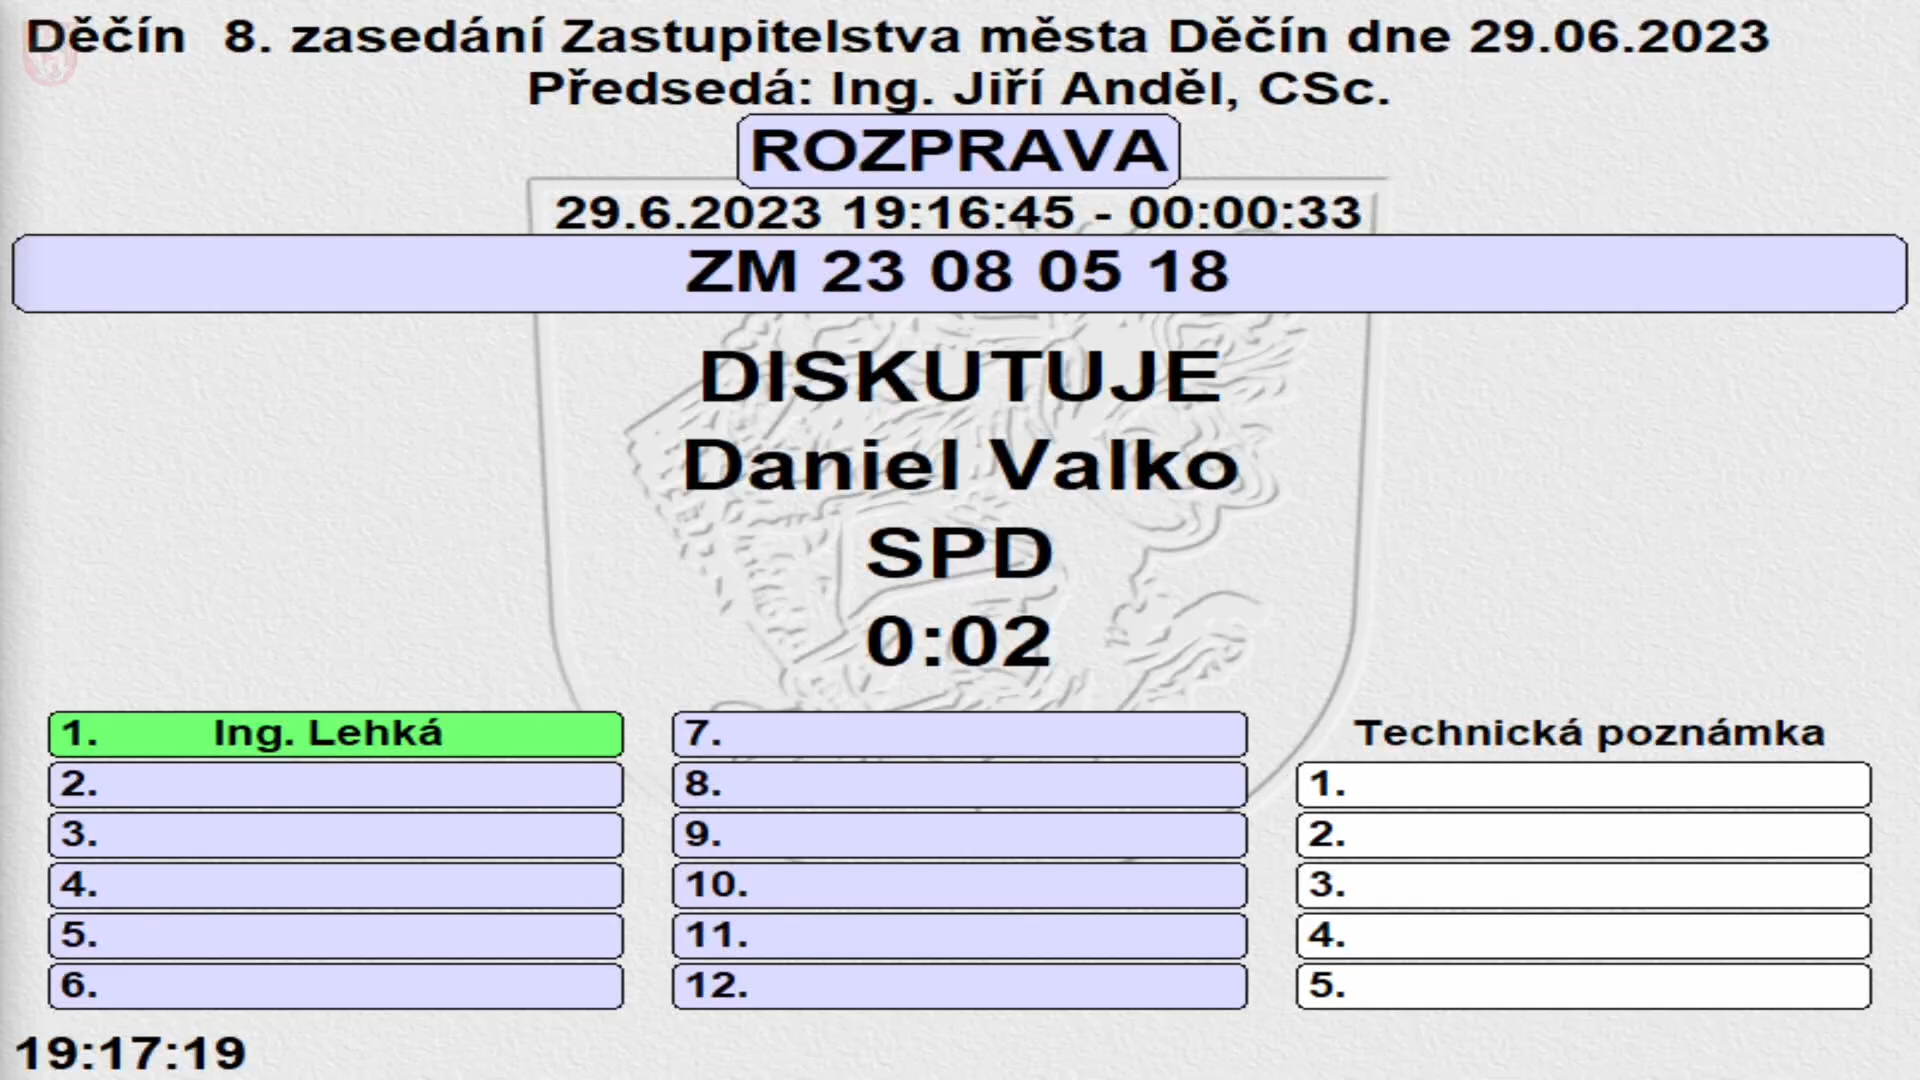 Děčín 8. zasedání Zastupitelstva města Děčín dne 29.06.2023
Předsedá: Ing. Jiří Anděl, CSc.
ROZPRAVA
29.6.2023 19:16:45 - 00:00:33
ZM 23 08 05 18
DISKUTUJE
Daniel Valko
SPD
0:02
1. Ing. Lehká
2.
3.
4.
5.
6.
7.
8.
9.
10.
11.
12.
Technická poznámka
1.
2.
3.
4.
5.
19:17:19